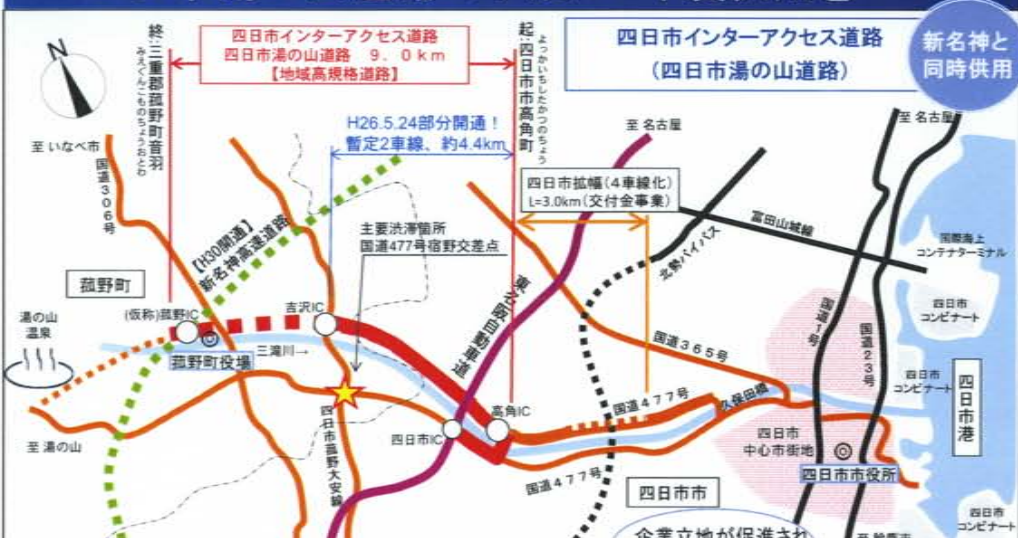 新名神と
同時供用
四日市インターアクセス道路
(四日市湯の山道路)
四日市インターアクセス道路
四日市湯の山道路 9.0km
【地域高規格道路】
終:三重郡菰野町音羽
みえぐんこものちょうおとわ
起:四日市市高角町
よっかいちしたかつのちょう
N
H26.5.24部分開通!
暫定2車線、約4.4km
至 いなべ市
国道306号
至 名古屋
至 名古屋
四日市拡幅(4車線化)
L=3.0km(交付金事業)
富田山城線
北勢バイパス
国際海上
コンテナターミナル
【H30開通】
新名神高速道路
主要渋滞箇所
国道477号宿野交差点
菰野町
湯の山
温泉
(仮称)菰野IC
吉沢IC
菰野町役場
三滝川→
東名阪自動車道
国道1号
国道23号
四日市
コンビナート
国道365号
四日市
コンビナート
四日市港
国道477号
久保田橋
高角IC
四日市IC
至 湯の山
四日市菰野大安線
四日市
中心市街地
四日市市役所
国道477号
四日市市
四日市
コンビナート
企業立地が促進され